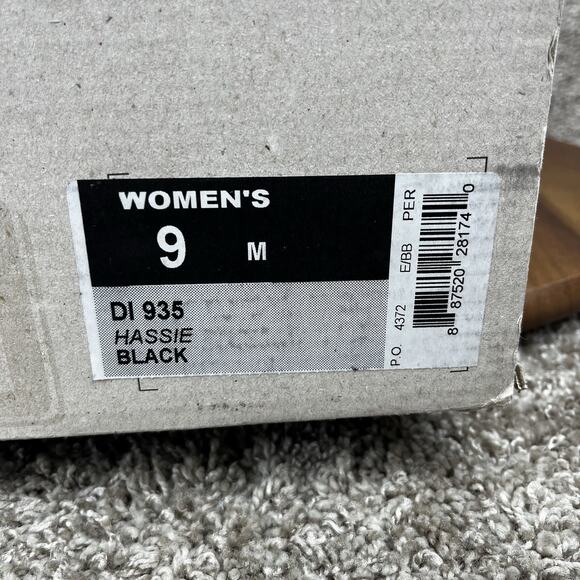 WOMEN'S
9 M
DI 935
HASSIE
BLACK
P.O. 4372 E/BB PER
8 87520 28174 0